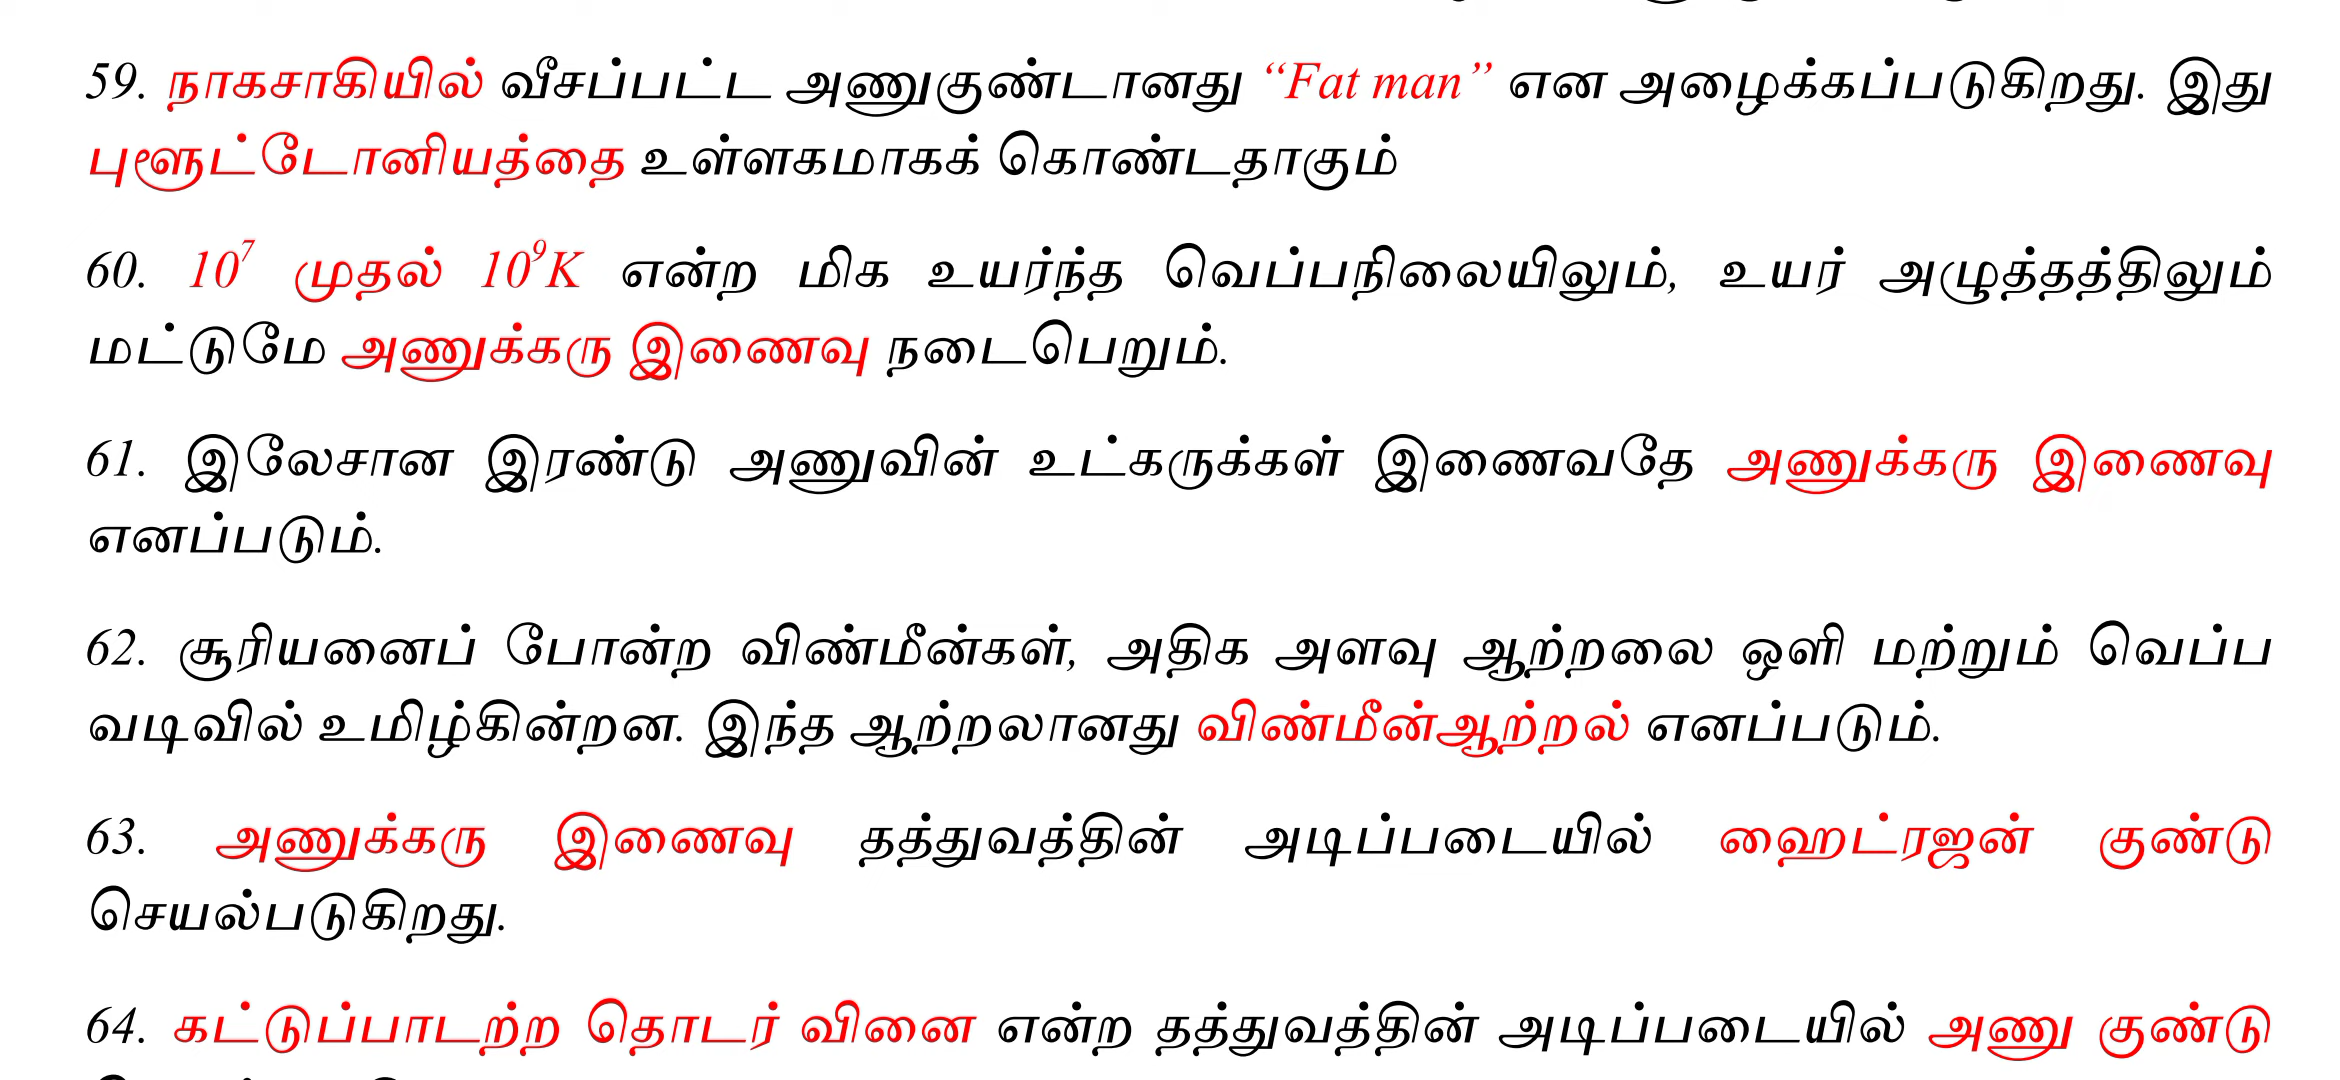 59. நாகசாகியில் வீசப்பட்ட அணுகுண்டானது “Fat man” என அழைக்கப்படுகிறது. இது
புளூட்டோனியத்தை உள்ளகமாகக் கொண்டதாகும்
60. 10⁷ முதல் 10⁹K என்ற மிக உயர்ந்த வெப்பநிலையிலும், உயர் அழுத்தத்திலும்
மட்டுமே அணுக்கரு இணைவு நடைபெறும்.
61. இலேசான இரண்டு அணுவின் உட்கருக்கள் இணைவதே அணுக்கரு இணைவு
எனப்படும்.
62. சூரியனைப் போன்ற விண்மீன்கள், அதிக அளவு ஆற்றலை ஒளி மற்றும் வெப்ப
வடிவில் உமிழ்கின்றன. இந்த ஆற்றலானது விண்மீன்ஆற்றல் எனப்படும்.
63. அணுக்கரு இணைவு தத்துவத்தின் அடிப்படையில் ஹைட்ரஜன் குண்டு
செயல்படுகிறது.
64. கட்டுப்பாடற்ற தொடர் வினை என்ற தத்துவத்தின் அடிப்படையில் அணு குண்டு